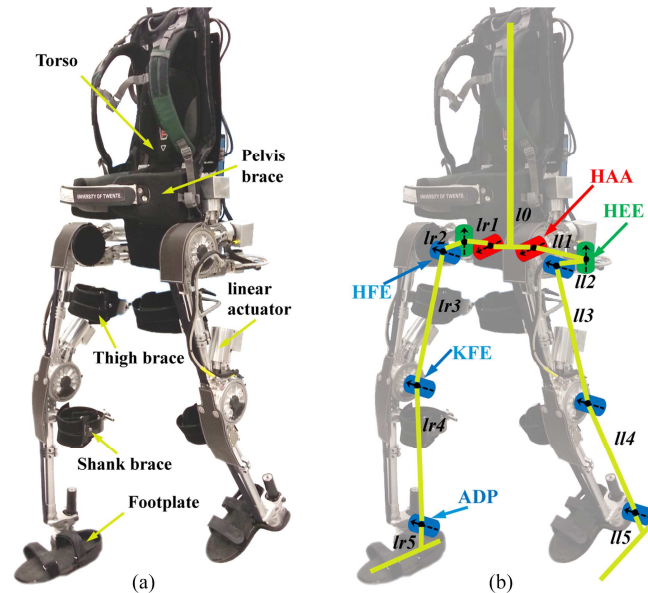 Torso
Pelvis
brace
UNIVERSITY OF TWENTE
linear
actuator
Thigh brace
Shank brace
Footplate
(a)
HAA
HEE
l0
lr1
ll1
lr2
ll2
HFE
lr3
ll3
KFE
lr4
ll4
ADP
lr5
ll5
(b)